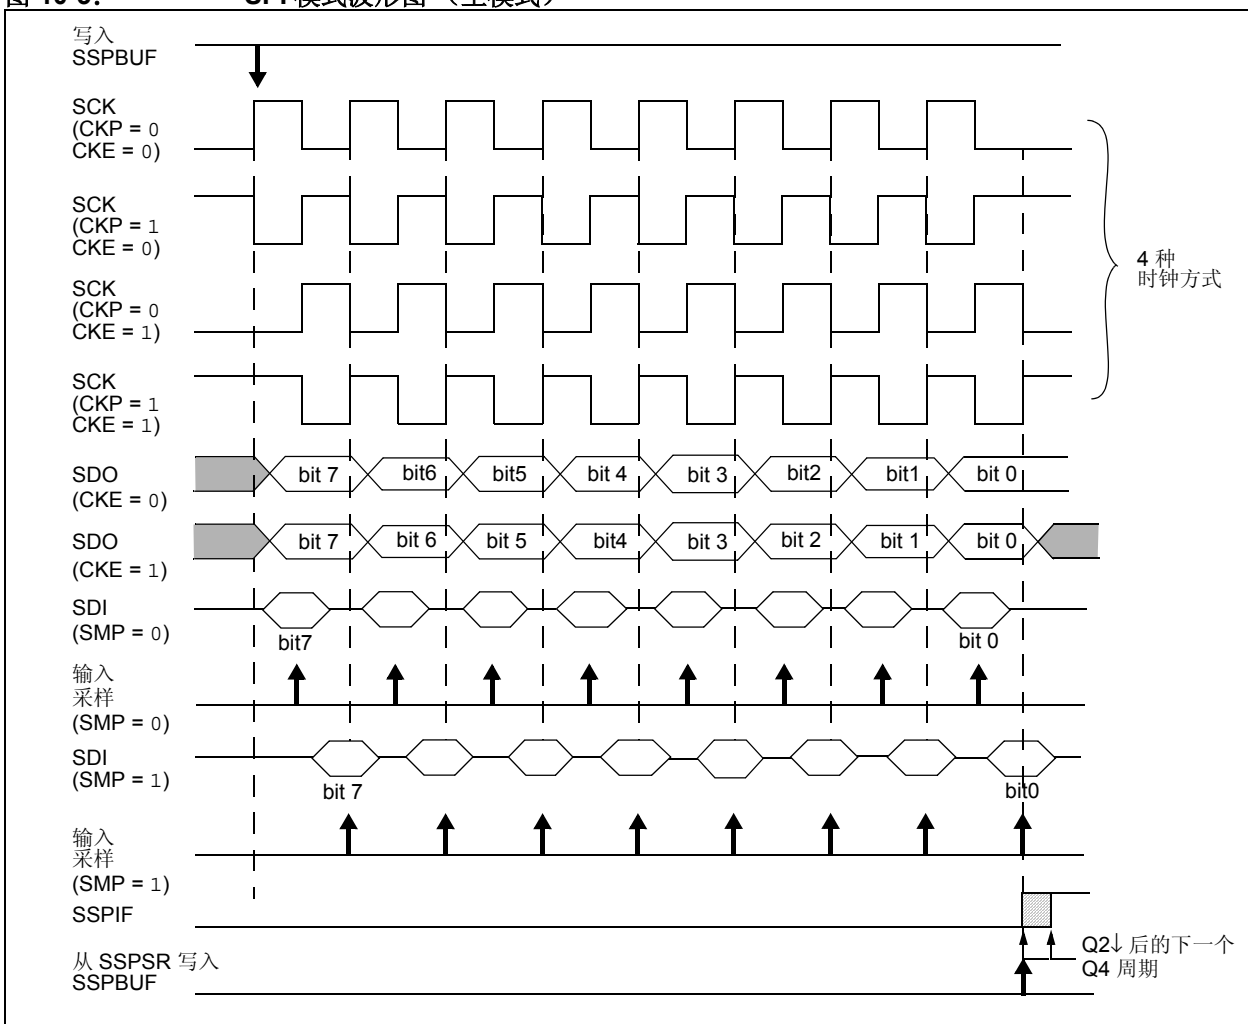 写入
SSPBUF
SCK
(CKP = 0
CKE = 0)
SCK
(CKP = 1
CKE = 0)
SCK
(CKP = 0
CKE = 1)
SCK
(CKP = 1
CKE = 1)
4 种
时钟方式
SDO
(CKE = 0)
bit 7 bit6 bit5 bit 4 bit 3 bit2 bit1 bit 0
SDO
(CKE = 1)
bit 7 bit 6 bit 5 bit4 bit 3 bit 2 bit 1 bit 0
SDI
(SMP = 0)
bit7 bit 0
输入
采样
(SMP = 0)
SDI
(SMP = 1)
bit 7 bit0
输入
采样
(SMP = 1)
SSPIF
Q2↓ 后的下一个
Q4 周期
从 SSPSR 写入
SSPBUF